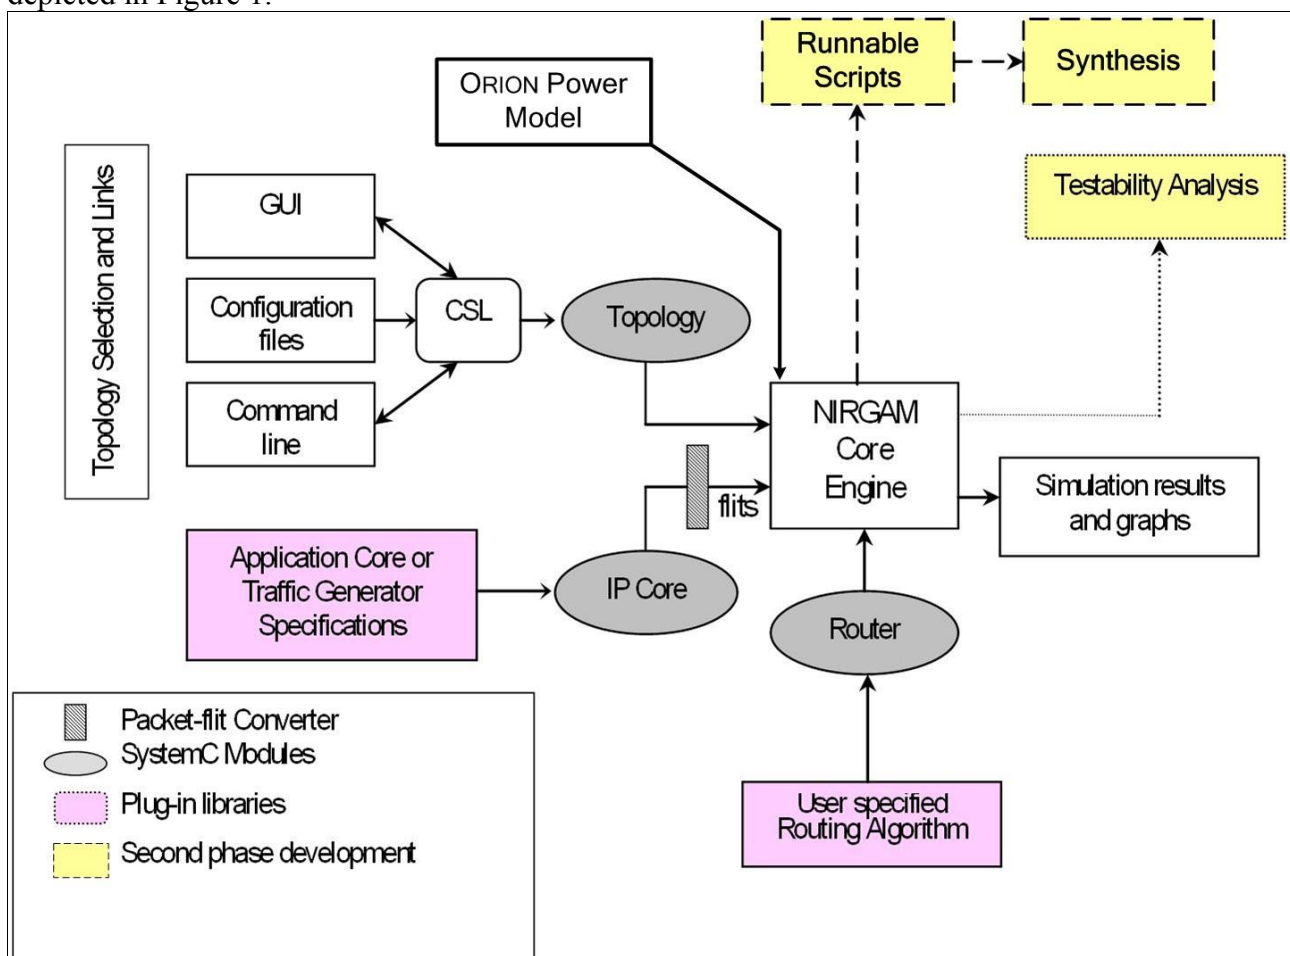 depicted in Figure 1.
Runnable
Scripts
Synthesis
ORION Power
Model
Testability Analysis
Topology Selection and Links
GUI
Configuration
files
CSL
Topology
Command
line
NIRGAM
Core
Engine
flits
Simulation results
and graphs
Application Core or
Traffic Generator
Specifications
IP Core
Router
User specified
Routing Algorithm
Packet-flit Converter
SystemC Modules
Plug-in libraries
Second phase development